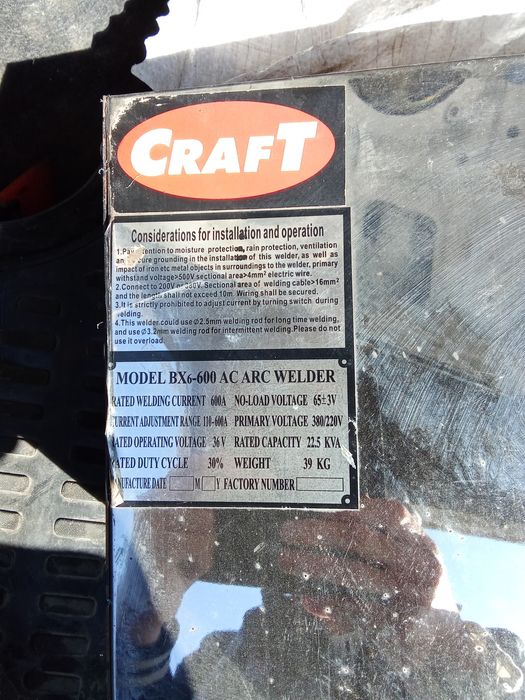 CRAFT
Considerations for installation and operation
1.Pay attention to moisture protection, rain protection, ventilation
and secure grounding in the installation of this welder, as well as
impact of iron etc metal objects in surroundings to the welder, primary
withstand voltage>500V sectional area>4mm² electric wire.
2.Connect to 200V or 380V. Sectional area of welding cable>16mm²
and the length shall not exceed 10m. Wiring shall be secured.
3.It is strictly prohibited to adjust current by turning switch during
welding.
4.This welder could use Ø2.5mm welding rod for long time welding,
and use Ø3.2mm welding rod for intermittent welding.Please do not
use it overload.
MODEL BX6-600 AC ARC WELDER
RATED WELDING CURRENT 600A NO-LOAD VOLTAGE 65±3V
CURRENT ADJUSTMENT RANGE 110-600A PRIMARY VOLTAGE 380/220V
RATED OPERATING VOLTAGE 36V RATED CAPACITY 22.5 KVA
RATED DUTY CYCLE 30% WEIGHT 39 KG
MANUFACTURE DATE M Y FACTORY NUMBER